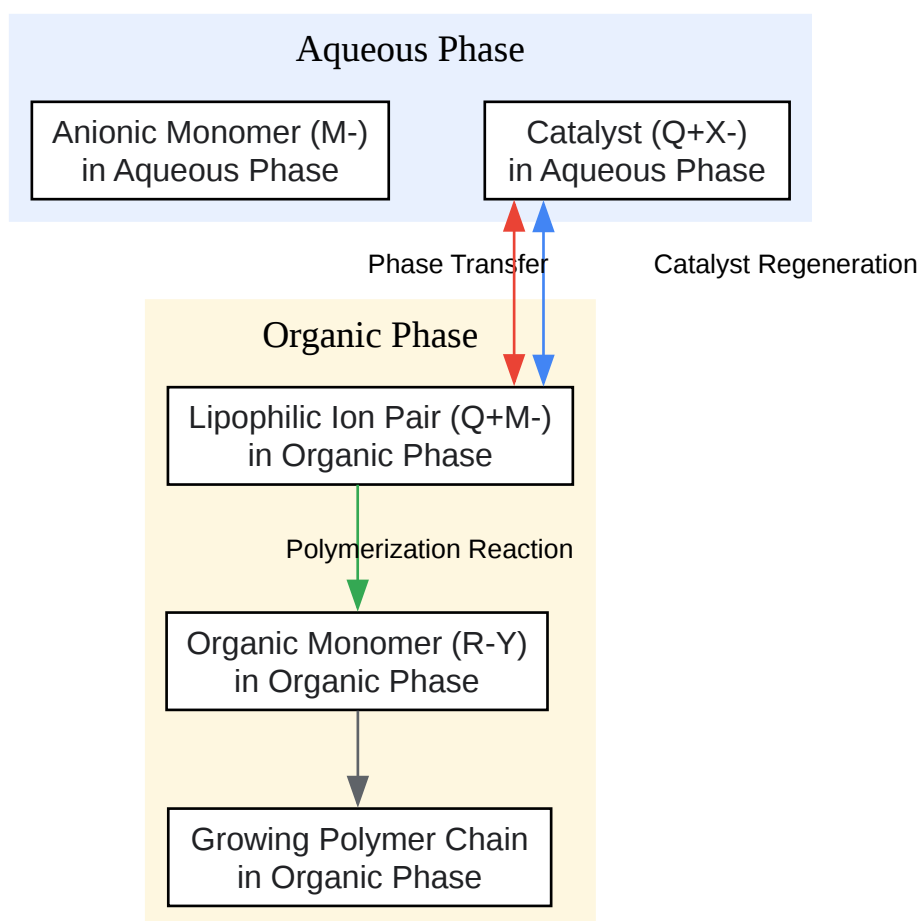 Aqueous Phase
Anionic Monomer (M-)
in Aqueous Phase
Catalyst (Q+X-)
in Aqueous Phase
Phase Transfer
Catalyst Regeneration
Organic Phase
Lipophilic Ion Pair (Q+M-)
in Organic Phase
Polymerization Reaction
Organic Monomer (R-Y)
in Organic Phase
Growing Polymer Chain
in Organic Phase